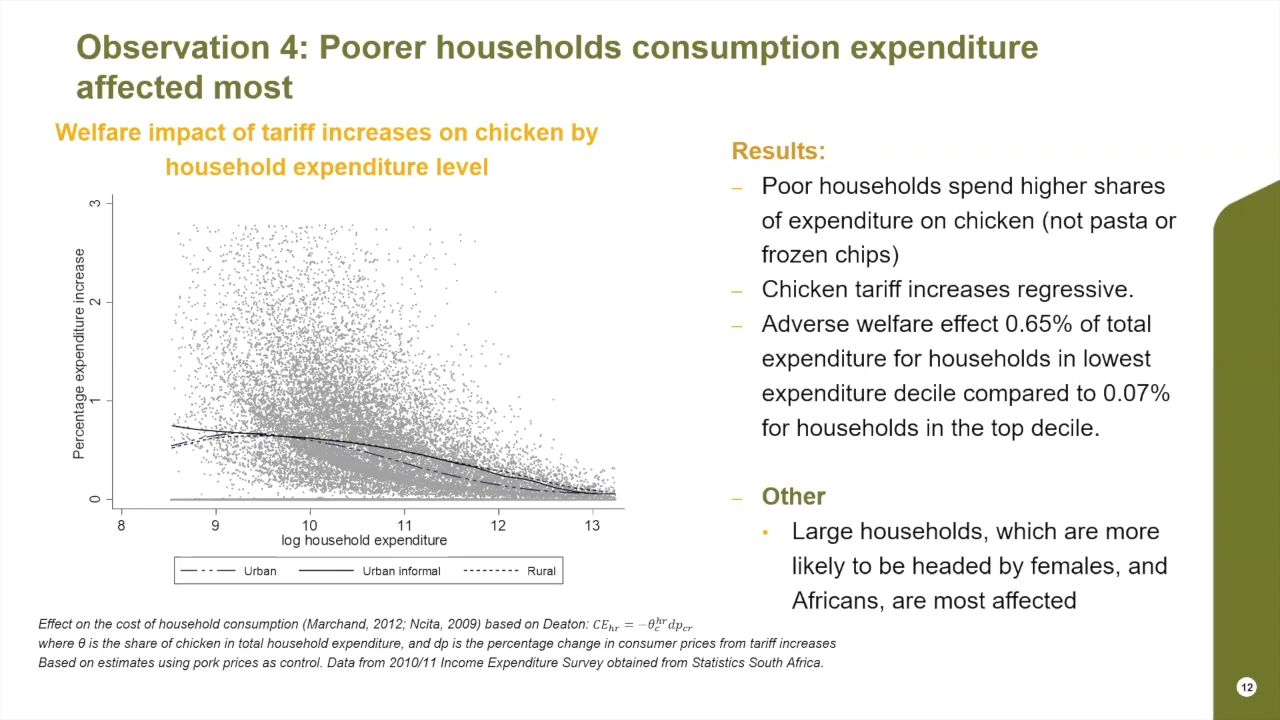 Observation 4: Poorer households consumption expenditure
affected most
Welfare impact of tariff increases on chicken by
household expenditure level
Percentage expenditure increase
3
2
1
0
8 9 10 11 12 13
log household expenditure
Urban Urban informal Rural
Results:
– Poor households spend higher shares
of expenditure on chicken (not pasta or
frozen chips)
– Chicken tariff increases regressive.
– Adverse welfare effect 0.65% of total
expenditure for households in lowest
expenditure decile compared to 0.07%
for households in the top decile.
– Other
• Large households, which are more
likely to be headed by females, and
Africans, are most affected
Effect on the cost of household consumption (Marchand, 2012; Ncita, 2009) based on Deaton: 𝐶𝐸ₕᵣ = −𝜃𝑐ʰʳ𝑑𝑝𝑐𝑟
where θ is the share of chicken in total household expenditure, and dp is the percentage change in consumer prices from tariff increases
Based on estimates using pork prices as control. Data from 2010/11 Income Expenditure Survey obtained from Statistics South Africa.
12